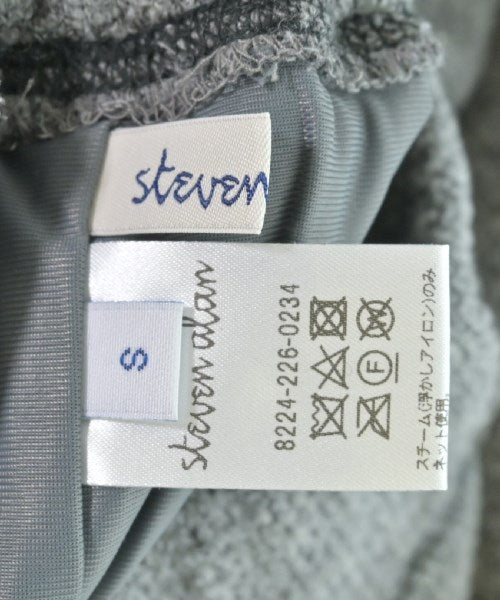 steven
S
steven alan
8224-226-0234
F
W
スチーム(浮かしアイロン)のみ
ネット使用。